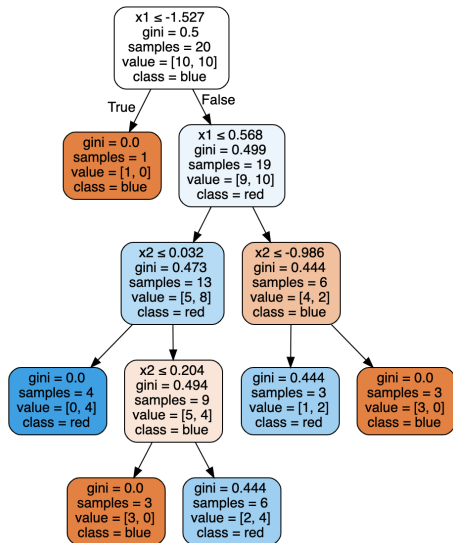 x1 ≤ -1.527
gini = 0.5
samples = 20
value = [10, 10]
class = blue
True
False
gini = 0.0
samples = 1
value = [1, 0]
class = blue
x1 ≤ 0.568
gini = 0.499
samples = 19
value = [9, 10]
class = red
x2 ≤ 0.032
gini = 0.473
samples = 13
value = [5, 8]
class = red
x2 ≤ -0.986
gini = 0.444
samples = 6
value = [4, 2]
class = blue
gini = 0.0
samples = 4
value = [0, 4]
class = red
x2 ≤ 0.204
gini = 0.494
samples = 9
value = [5, 4]
class = blue
gini = 0.444
samples = 3
value = [1, 2]
class = red
gini = 0.0
samples = 3
value = [3, 0]
class = blue
gini = 0.0
samples = 3
value = [3, 0]
class = blue
gini = 0.444
samples = 6
value = [2, 4]
class = red